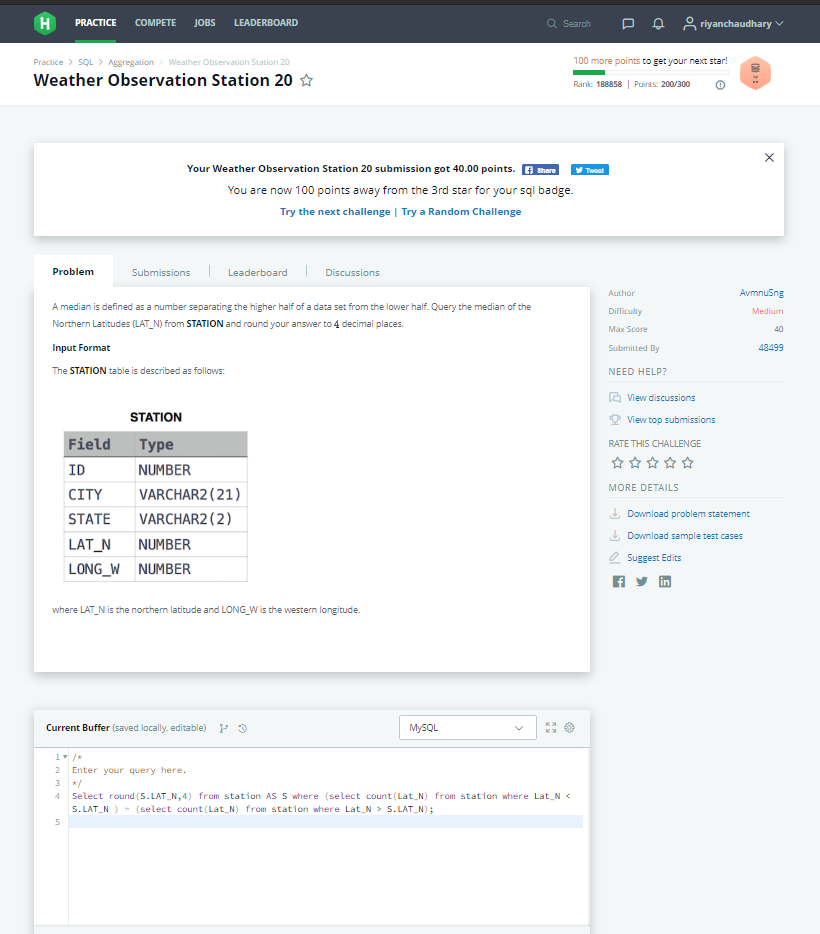 PRACTICE COMPETE JOBS LEADERBOARD Search riyanchaudhary
Practice > SQL > Aggregation > Weather Observation Station 20
Weather Observation Station 20
100 more points to get your next star!
Rank: 188858 | Points: 200/300
Your Weather Observation Station 20 submission got 40.00 points. Share Tweet
You are now 100 points away from the 3rd star for your sql badge.
Try the next challenge | Try a Random Challenge
Problem Submissions Leaderboard Discussions
A median is defined as a number separating the higher half of a data set from the lower half. Query the median of the
Northern Latitudes (LAT_N) from STATION and round your answer to 4 decimal places.
Input Format
The STATION table is described as follows:
STATION
Field Type
ID NUMBER
CITY VARCHAR2(21)
STATE VARCHAR2(2)
LAT_N NUMBER
LONG_W NUMBER
where LAT_N is the northern latitude and LONG_W is the western longitude.
Author AvmnuSng
Difficulty Medium
Max Score 40
Submitted By 48499
NEED HELP?
View discussions
View top submissions
RATE THIS CHALLENGE
MORE DETAILS
Download problem statement
Download sample test cases
Suggest Edits
Current Buffer (saved locally, editable) MySQL
1 /*
2 Enter your query here.
3 */
4 Select round(S.LAT_N,4) from station AS S where (select count(Lat_N) from station where Lat_N <
S.LAT_N ) = (select count(Lat_N) from station where Lat_N > S.LAT_N);
5